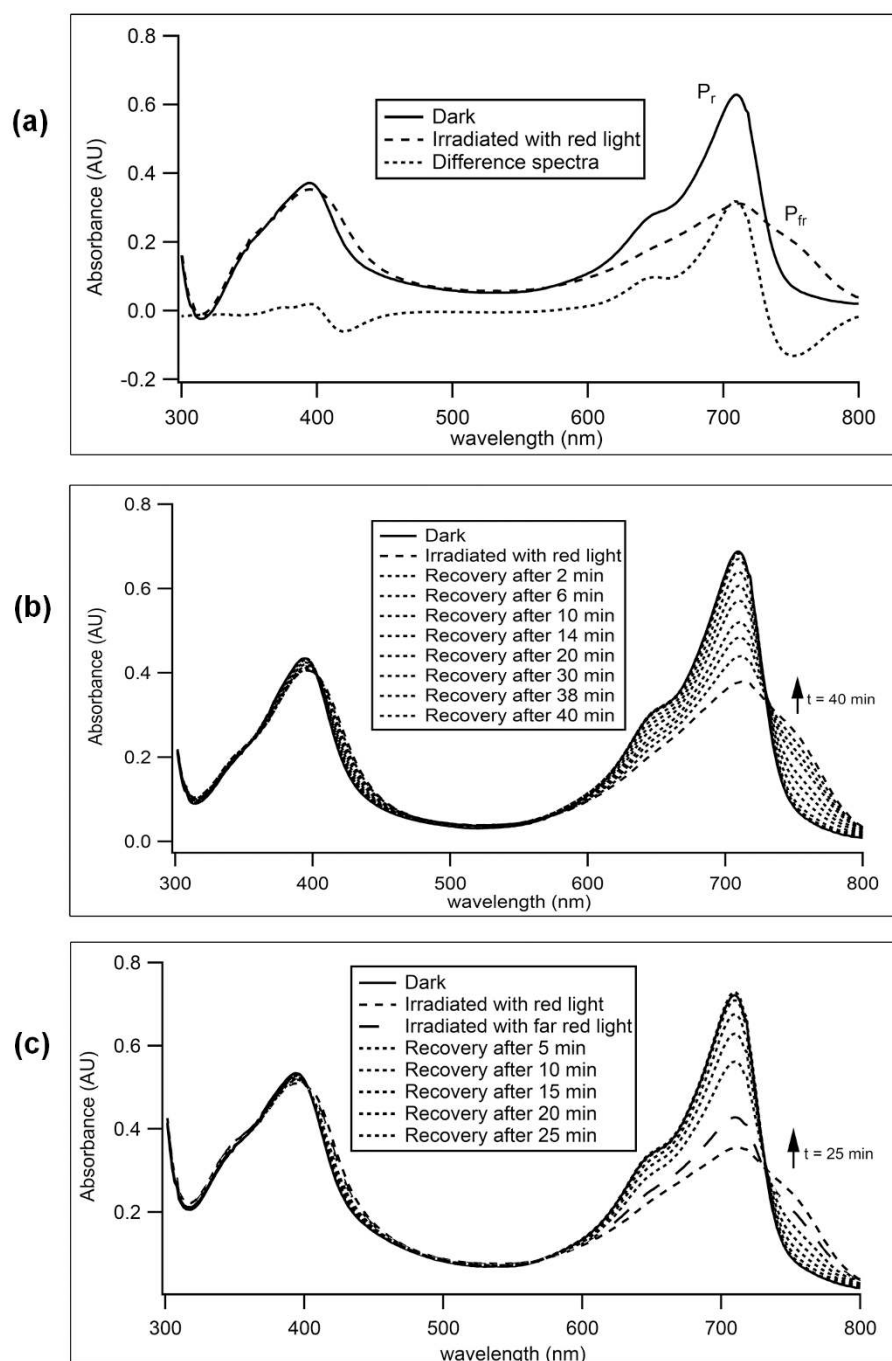 (a)
0.8
0.6
0.4
0.2
0.0
-0.2
Absorbance (AU)
Dark
Irradiated with red light
Difference spectra
Pr
Pfr
300 400 500 600 700 800
wavelength (nm)
(b)
0.8
0.6
0.4
0.2
0.0
Absorbance (AU)
Dark
Irradiated with red light
Recovery after 2 min
Recovery after 6 min
Recovery after 10 min
Recovery after 14 min
Recovery after 20 min
Recovery after 30 min
Recovery after 38 min
Recovery after 40 min
t = 40 min
300 400 500 600 700 800
wavelength (nm)
(c)
0.8
0.6
0.4
0.2
Absorbance (AU)
Dark
Irradiated with red light
Irradiated with far red light
Recovery after 5 min
Recovery after 10 min
Recovery after 15 min
Recovery after 20 min
Recovery after 25 min
t = 25 min
300 400 500 600 700 800
wavelength (nm)